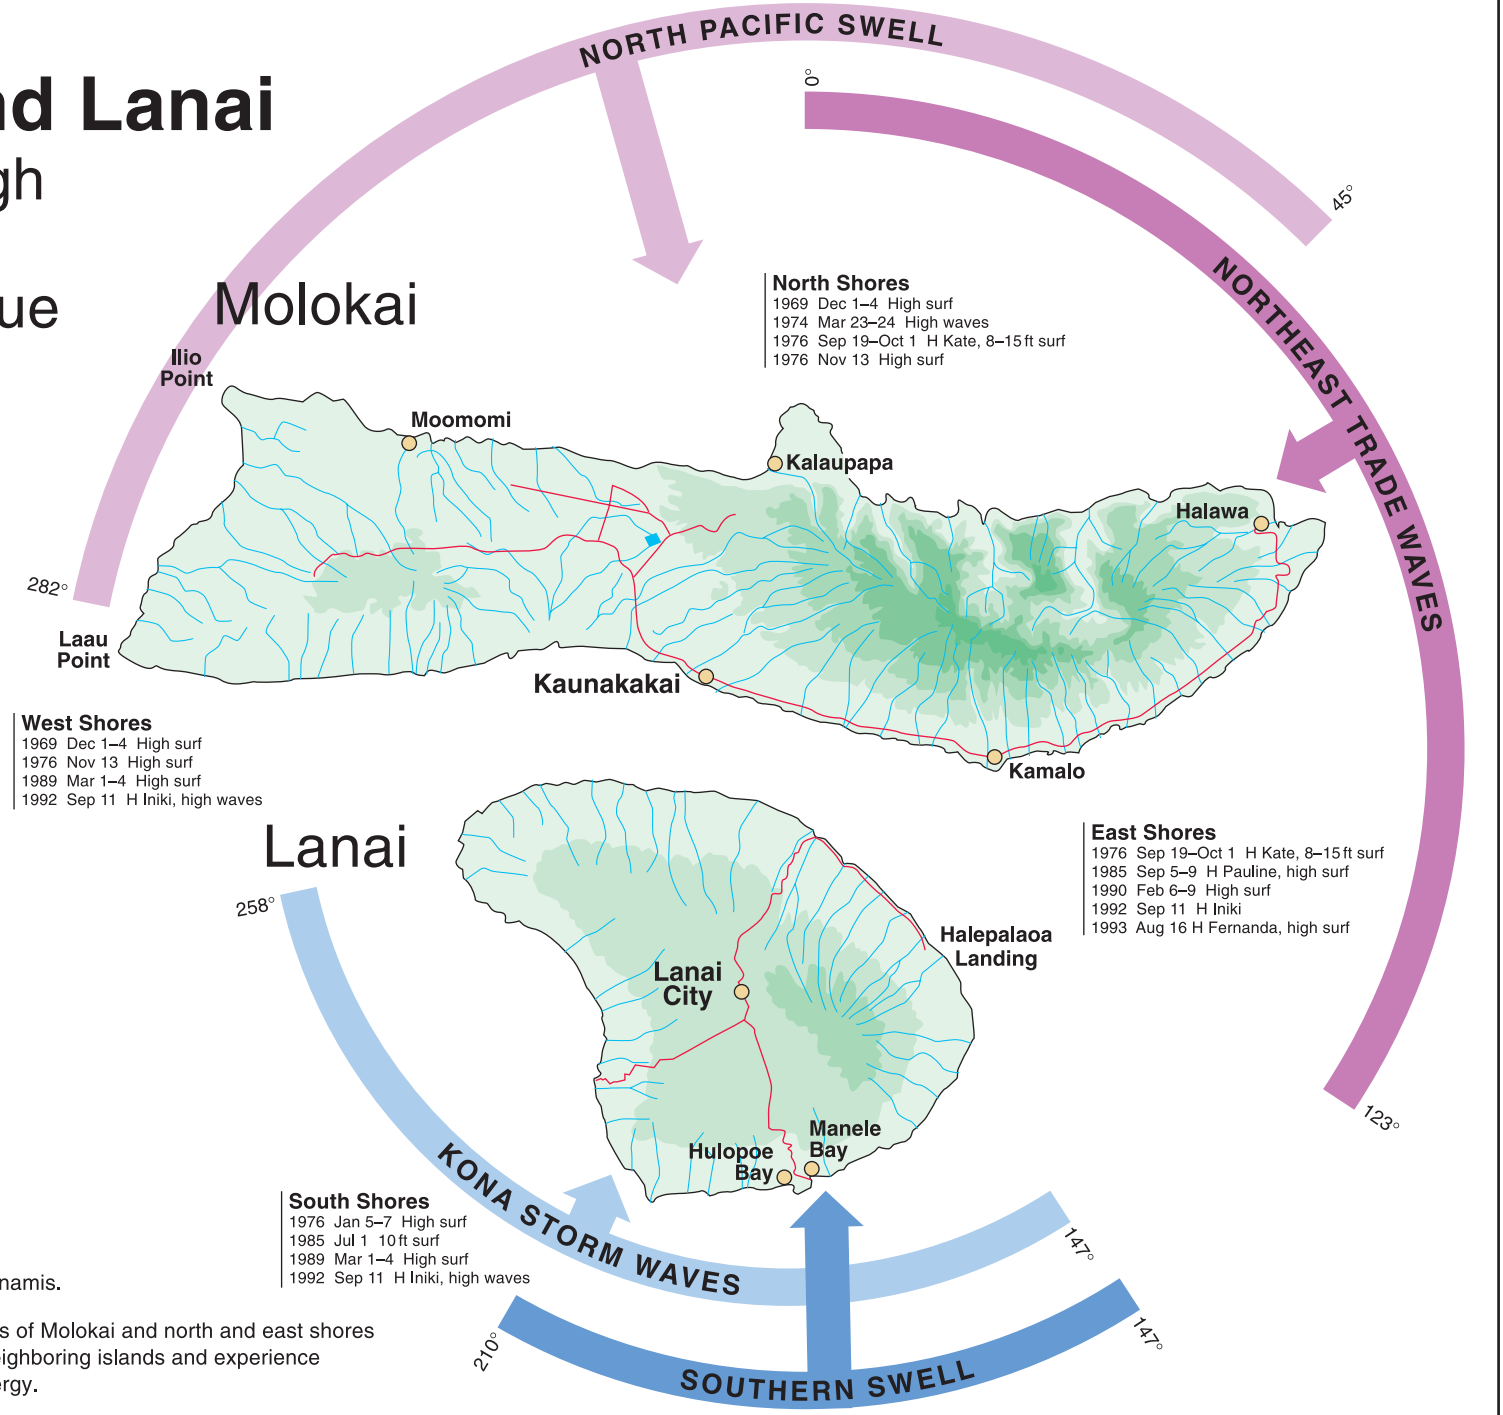 NORTH PACIFIC SWELL
0°
45°
nd Lanai
gh
ue
Molokai
NORTHEAST TRADE WAVES
North Shores
1969 Dec 1–4 High surf
1974 Mar 23–24 High waves
1976 Sep 19–Oct 1 H Kate, 8–15 ft surf
1976 Nov 13 High surf
Ilio
Point
Moomomi
Kalaupapa
Halawa
282°
Laau
Point
Kaunakakai
Kamalo
West Shores
1969 Dec 1–4 High surf
1976 Nov 13 High surf
1989 Mar 1–4 High surf
1992 Sep 11 H Iniki, high waves
Lanai
East Shores
1976 Sep 19–Oct 1 H Kate, 8–15 ft surf
1985 Sep 5–9 H Pauline, high surf
1990 Feb 6–9 High surf
1992 Sep 11 H Iniki
1993 Aug 16 H Fernanda, high surf
258°
Halepalaoa
Landing
Lanai
City
123°
Manele
Bay
Hulopoe
Bay
KONA STORM WAVES
147°
South Shores
1976 Jan 5–7 High surf
1985 Jul 1 10 ft surf
1989 Mar 1–4 High surf
1992 Sep 11 H Iniki, high waves
210°
147°
SOUTHERN SWELL
namis.
s of Molokai and north and east shores
eighboring islands and experience
ergy.